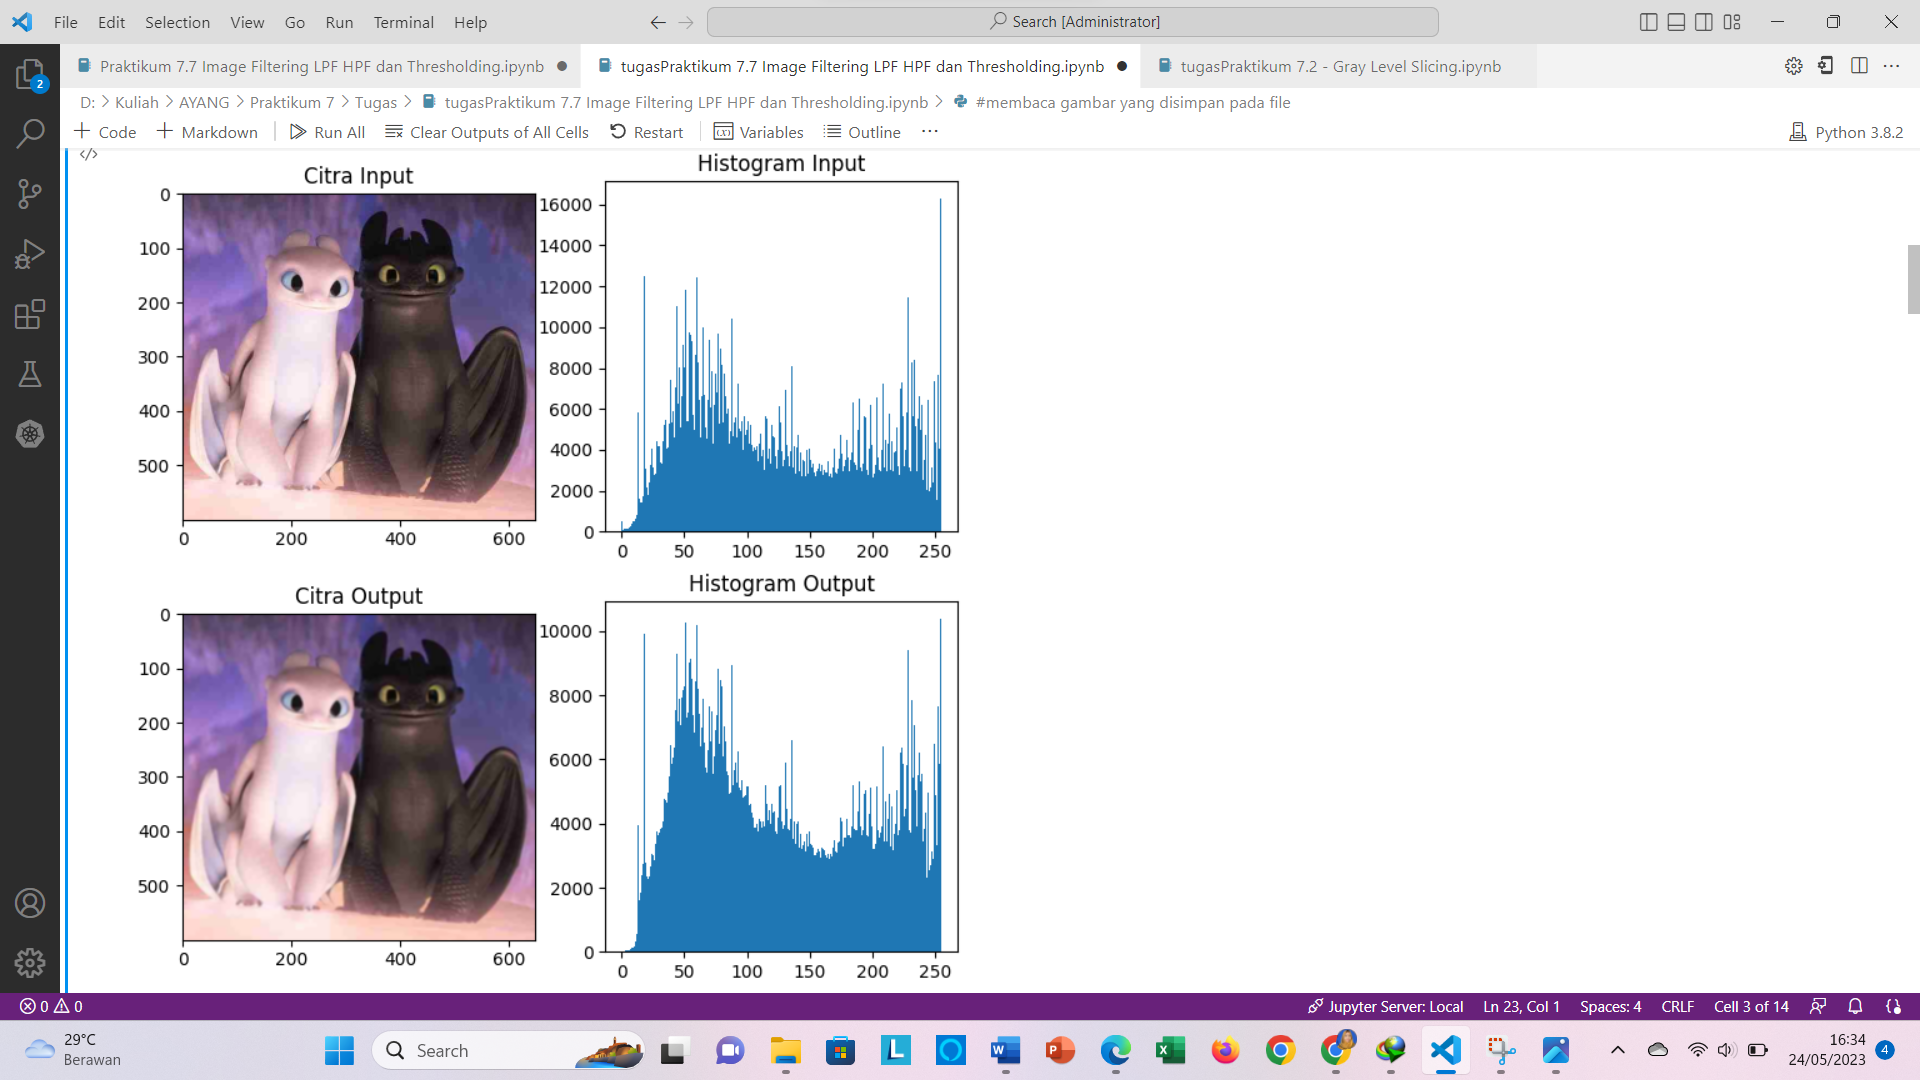 File Edit Selection View Go Run Terminal Help
Search [Administrator]
Praktikum 7.7 Image Filtering LPF HPF dan Thresholding.ipynb
tugasPraktikum 7.7 Image Filtering LPF HPF dan Thresholding.ipynb
tugasPraktikum 7.2 - Gray Level Slicing.ipynb
D: > Kuliah > AYANG > Praktikum 7 > Tugas > tugasPraktikum 7.7 Image Filtering LPF HPF dan Thresholding.ipynb > #membaca gambar yang disimpan pada file
+ Code + Markdown Run All Clear Outputs of All Cells Restart Variables Outline ...
Python 3.8.2
2
Citra Input
0
100
200
300
400
500
0 200 400 600
Histogram Input
16000
14000
12000
10000
8000
6000
4000
2000
0
0 50 100 150 200 250
Citra Output
0
100
200
300
400
500
0 200 400 600
Histogram Output
10000
8000
6000
4000
2000
0
0 50 100 150 200 250
0 0
Jupyter Server: Local Ln 23, Col 1 Spaces: 4 CRLF Cell 3 of 14
29°C
Berawan
Search
16:34
24/05/2023
4